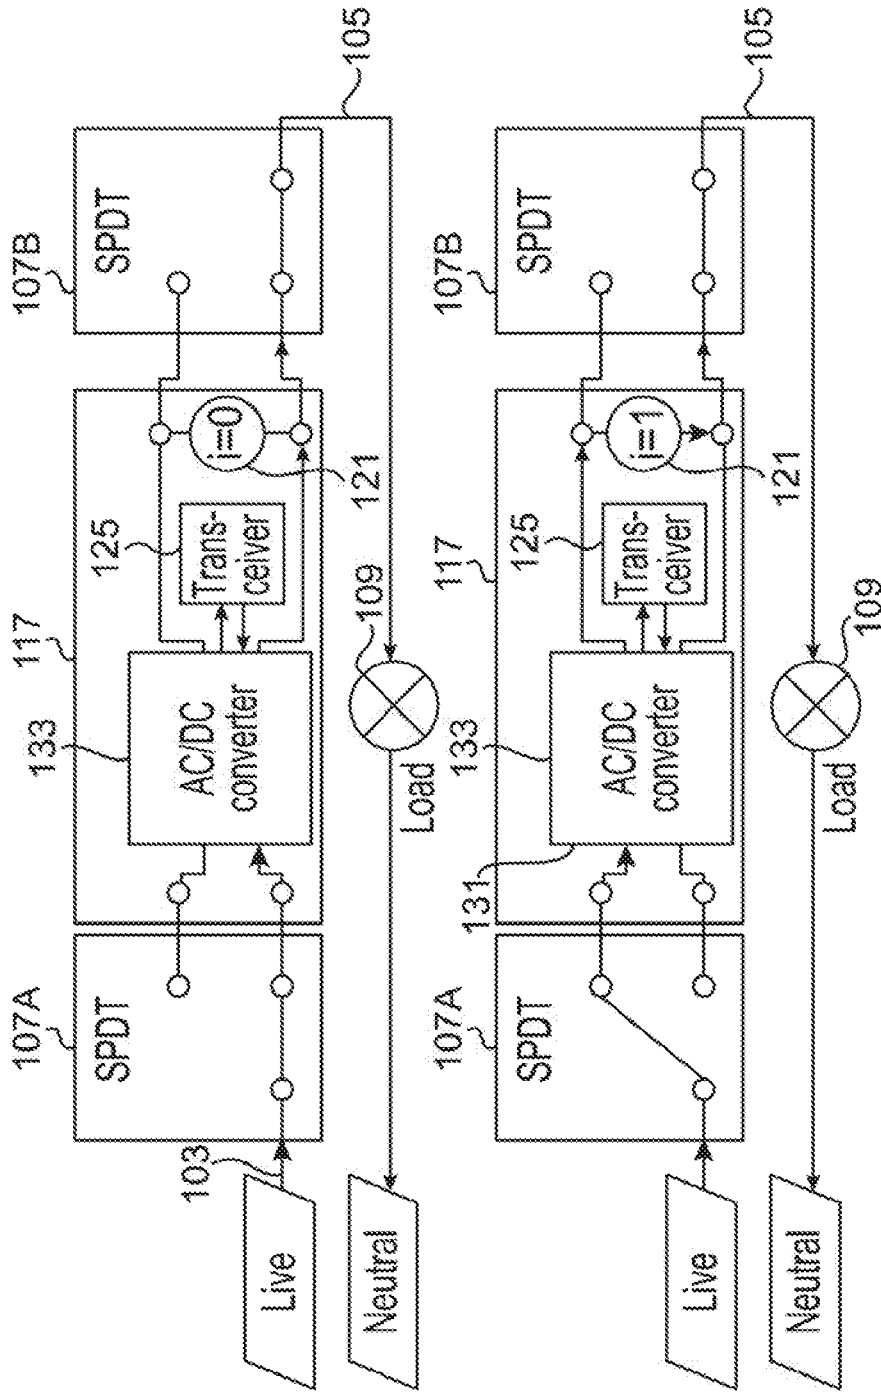 107A
SPDT
103
Live
Neutral
133
117
AC/DC
converter
125
Trans-
ceiver
i=0
121
109
Load
107B
SPDT
105
107A
SPDT
Live
Neutral
131
133
117
AC/DC
converter
125
Trans-
ceiver
i=1
121
109
Load
107B
SPDT
105